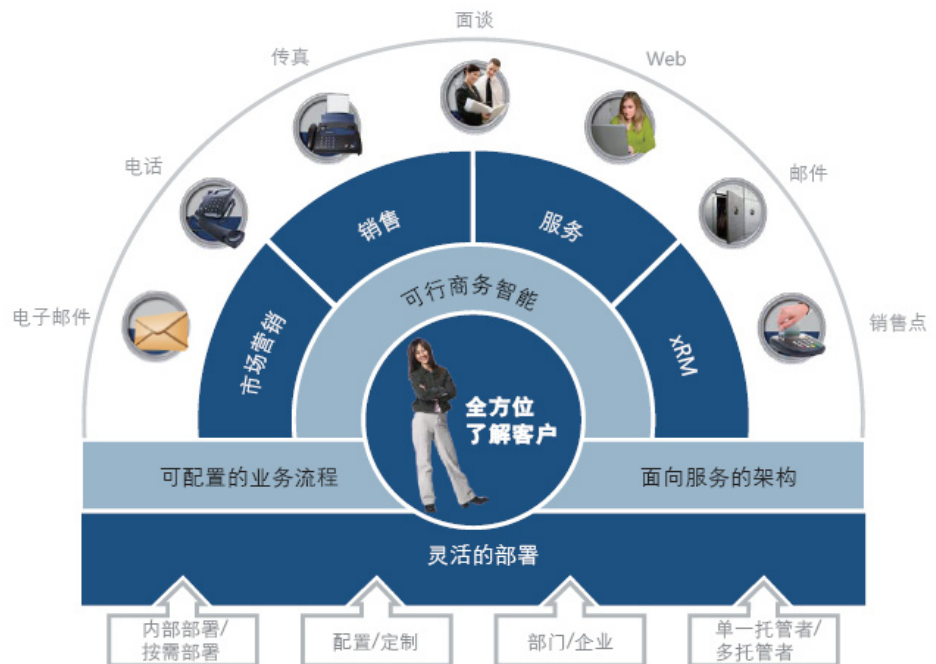 面谈
传真
Web
电话
邮件
电子邮件
销售点
销售
服务
市场营销
xRM
可行商务智能
全方位
了解客户
可配置的业务流程
面向服务的架构
灵活的部署
内部部署/
按需部署
配置/定制
部门/企业
单一托管者/
多托管者